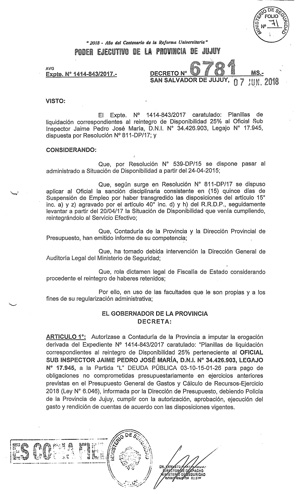 MINISTERIO DE SEGURIDAD
FOLIO
Nº
"2018 - Año del Centenario de la Reforma Universitaria"
PODER EJECUTIVO DE LA PROVINCIA DE JUJUY
Expte. N° 1414-843/2017.-
DECRETO N° 6781 MS.-
SAN SALVADOR DE JUJUY, 07 JUN. 2018
VISTO:
El Expte. N° 1414-843/2017 caratulado: Planillas de
liquidación correspondientes al reintegro de Disponibilidad 25% al Oficial Sub
Inspector Jaime Pedro José María, D.N.I. N° 34.426.903, Legajo N° 17.945,
dispuesta por Resolución Nº 811-DP/17; y
CONSIDERANDO:
Que, por Resolución N° 539-DP/15 se dispone pasar al
administrado a Situación de Disponibilidad a partir del 24-04-2015;
Que, según surge en Resolución N° 811-DP/17 se dispuso
aplicar al Oficial la sanción disciplinaria consistente en (15) quince días de
Suspensión de Empleo por haber transgredido las disposiciones del artículo 15°
inc. a) y z) agravado por el artículo 40° inc. d) y h) del R.R.D.P., seguidamente
levantar a partir del 20/04/17 la Situación de Disponibilidad que venía cumpliendo,
reintegrándolo al Servicio Efectivo;
Que, Contaduría de la Provincia y la Dirección Provincial de
Presupuesto, han emitido informe de su competencia;
Que, ha tomado debida intervención la Dirección General de
Auditoría Legal del Ministerio de Seguridad;
Que, rola dictamen legal de Fiscalía de Estado considerando
procedente el reintegro de haberes retenidos;
Por ello, en uso de las facultades que le son propias y a los
fines de su regularización administrativa;
EL GOBERNADOR DE LA PROVINCIA
DECRETA:
ARTICULO 1°: Autorízase a Contaduría de la Provincia a imputar la erogación
derivada del Expediente N° 1414-843/2017 caratulado: "Planillas de liquidación
correspondientes al reintegro de Disponibilidad 25% perteneciente al OFICIAL
SUB INSPECTOR JAIME PEDRO JOSÉ MARÍA, D.N.I. N° 34.426.903, LEGAJO
N° 17.945, a la Partida "L" DEUDA PÚBLICA 03-10-15-01-26 para pago de
obligaciones no comprometidas presupuestariamente en ejercicios anteriores
previstas en el Presupuesto General de Gastos y Cálculo de Recursos-Ejercicio
2018 (Ley N° 6.046), informada por la Dirección de Presupuesto, debiendo Policía
de la Provincia de Jujuy, cumplir con la autorización, aprobación, ejecución del
gasto y rendición de cuentas de acuerdo con las disposiciones vigentes.
ES COPIA FIEL
MINISTERIO DE SEGURIDAD